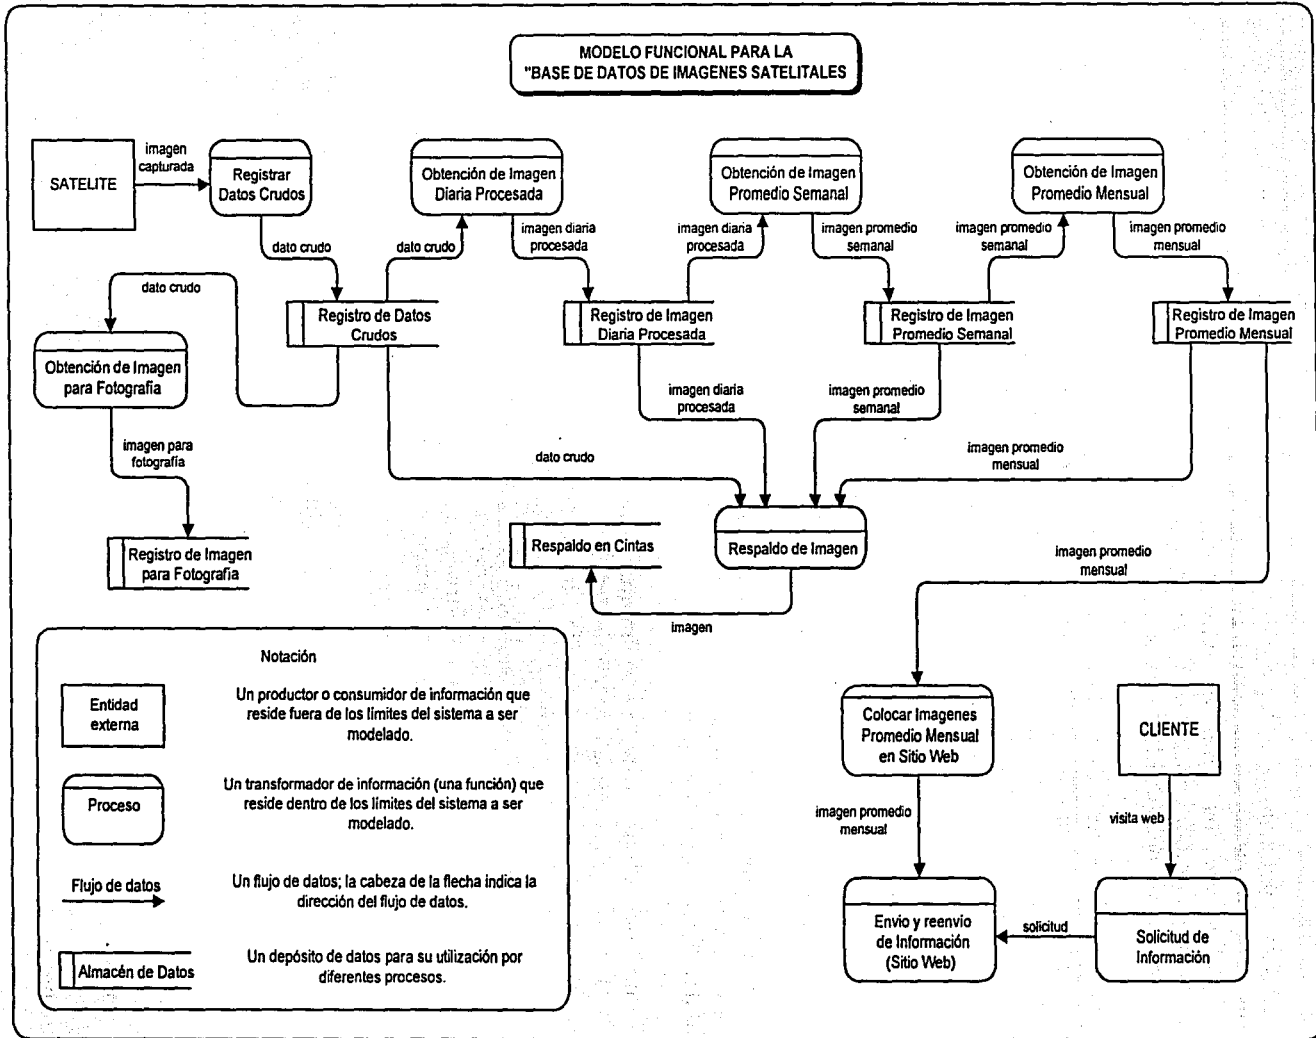 MODELO FUNCIONAL PARA LA
"BASE DE DATOS DE IMAGENES SATELITALES
SATELITE
imagen
capturada
Registrar
Datos Crudos
Obtención de Imagen
Diaria Procesada
Obtención de Imagen
Promedio Semanal
Obtención de Imagen
Promedio Mensual
dato crudo
dato crudo
imagen diaria
procesada
imagen diaria
procesada
imagen promedio
semanal
imagen promedio
semanal
imagen promedio
mensual
dato crudo
Registro de Datos
Crudos
Registro de Imagen
Diaria Procesada
Registro de Imagen
Promedio Semanal
Registro de Imagen
Promedio Mensual
Obtención de Imagen
para Fotografía
imagen diaria
procesada
imagen promedio
semanal
imagen para
fotografía
dato crudo
imagen promedio
mensual
Registro de Imagen
para Fotografía
Respaldo en Cintas
Respaldo de Imagen
imagen promedio
mensual
imagen
Notación
Entidad
externa
Un productor o consumidor de información que
reside fuera de los límites del sistema a ser
modelado.
Proceso
Un transformador de información (una función) que
reside dentro de los límites del sistema a ser
modelado.
Flujo de datos
Un flujo de datos; la cabeza de la flecha indica la
dirección del flujo de datos.
Almacén de Datos
Un depósito de datos para su utilización por
diferentes procesos.
Colocar Imagenes
Promedio Mensual
en Sitio Web
CLIENTE
imagen promedio
mensual
visita web
Envio y reenvio
de Información
(Sitio Web)
solicitud
Solicitud de
Información